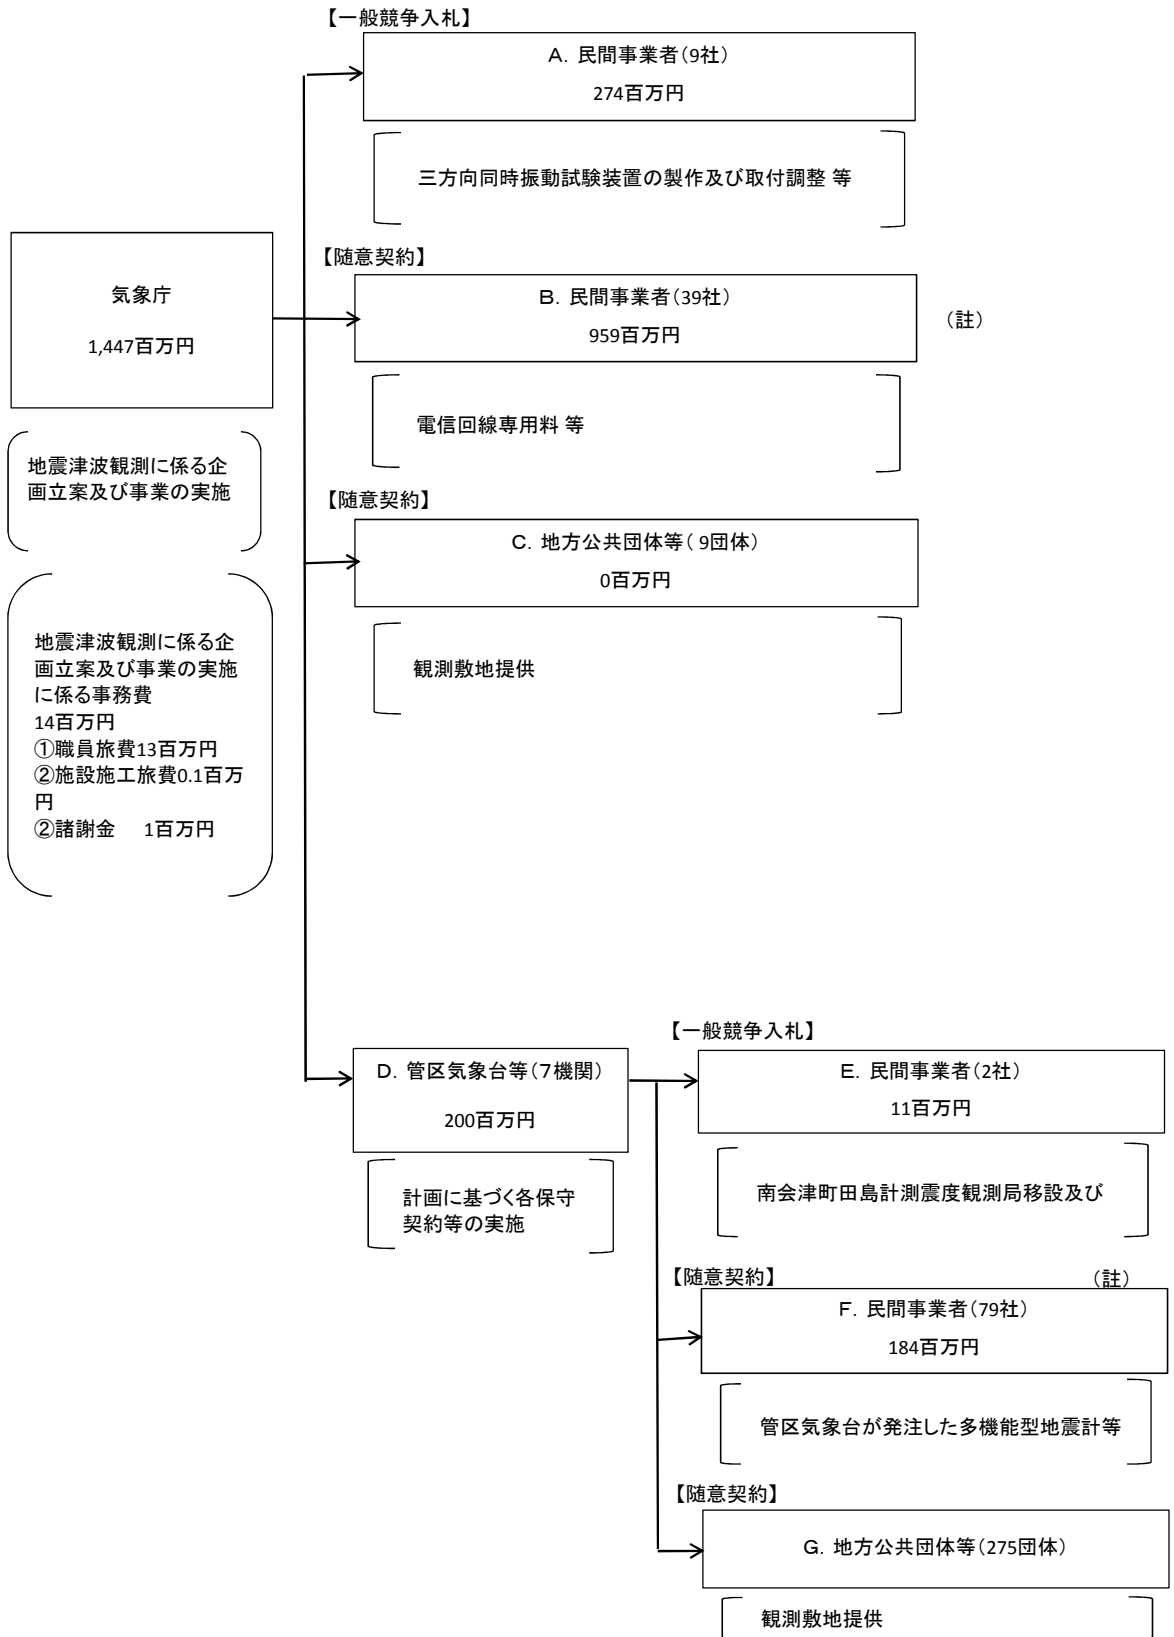 【一般競争入札】
A. 民間事業者(9社)
274百万円
三方向同時振動試験装置の製作及び取付調整 等
【随意契約】
気象庁
1,447百万円
B. 民間事業者(39社)
959百万円
(註)
電信回線専用料 等
地震津波観測に係る企
画立案及び事業の実施
【随意契約】
C. 地方公共団体等( 9団体)
0百万円
観測敷地提供
地震津波観測に係る企
画立案及び事業の実施
に係る事務費
14百万円
①職員旅費13百万円
②施設施工旅費0.1百万
円
②諸謝金 1百万円
D. 管区気象台等(7機関)
200百万円
計画に基づく各保守
契約等の実施
【一般競争入札】
E. 民間事業者(2社)
11百万円
南会津町田島計測震度観測局移設及び
【随意契約】
(註)
F. 民間事業者(79社)
184百万円
管区気象台が発注した多機能型地震計等
【随意契約】
G. 地方公共団体等(275団体)
観測敷地提供